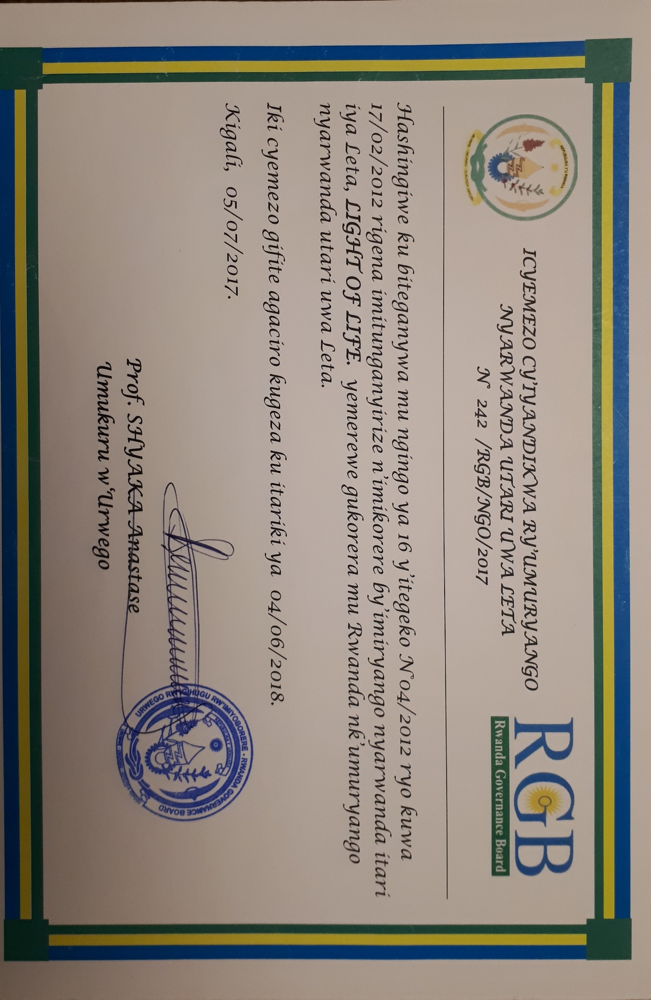 REPUBULIKA Y'U RWANDA
ICYEMEZO CY'IYANDIKWA RY'UMURYANGO
NYARWANDA UTARI UWA LETA
N 242 /RGB/NGO/2017
RGB
Rwanda Governance Board
Hashingiwe ku biteganywa mu ngingo ya 16 y'itegeko N°04/2012 ryo kuwa
17/02/2012 rigena imitunganyirize n'imikorere by'imiryango nyarwanda itari
iya Leta, LIGHT OF LIFE. yemerewe gukorera mu Rwanda nk'umuryango
nyarwanda utari uwa Leta.
Iki cyemezo gifite agaciro kugeza ku itariki ya 04/06/2018.
Kigali, 05/07/2017.
Prof. SHYAKA Anastase
Umukuru w'Urwego
URWEGO RW'IGIHUGU RW'IMIYOBORERE - RWANDA GOVERNANCE BOARD
REPUBULIKA Y'U RWANDA